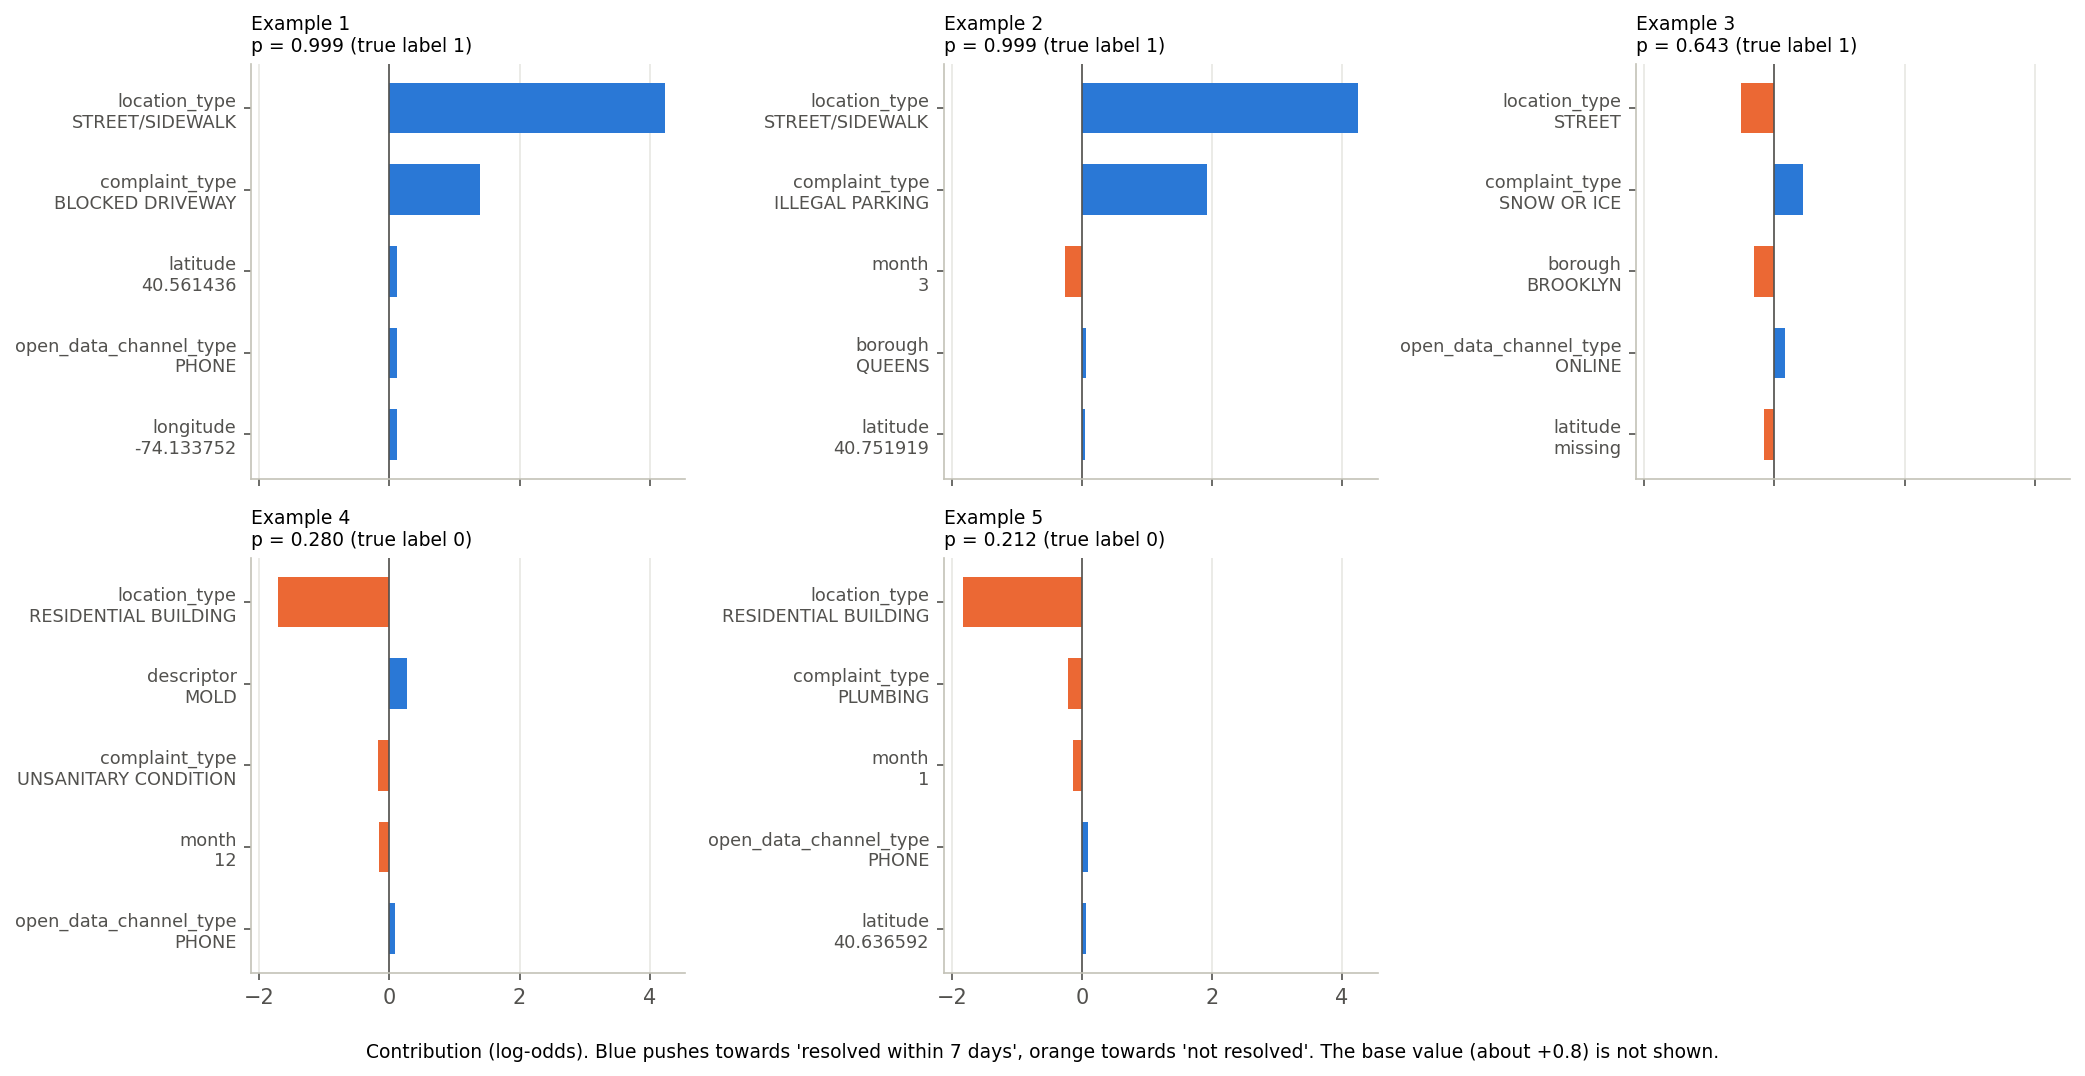 Example 1
p = 0.999 (true label 1)
location_type
STREET/SIDEWALK
complaint_type
BLOCKED DRIVEWAY
latitude
40.561436
open_data_channel_type
PHONE
longitude
-74.133752
Example 2
p = 0.999 (true label 1)
location_type
STREET/SIDEWALK
complaint_type
ILLEGAL PARKING
month
3
borough
QUEENS
latitude
40.751919
Example 3
p = 0.643 (true label 1)
location_type
STREET
complaint_type
SNOW OR ICE
borough
BROOKLYN
open_data_channel_type
ONLINE
latitude
missing
Example 4
p = 0.280 (true label 0)
location_type
RESIDENTIAL BUILDING
descriptor
MOLD
complaint_type
UNSANITARY CONDITION
month
12
open_data_channel_type
PHONE
−2 0 2 4
Example 5
p = 0.212 (true label 0)
location_type
RESIDENTIAL BUILDING
complaint_type
PLUMBING
month
1
open_data_channel_type
PHONE
latitude
40.636592
−2 0 2 4
Contribution (log-odds). Blue pushes towards 'resolved within 7 days', orange towards 'not resolved'. The base value (about +0.8) is not shown.